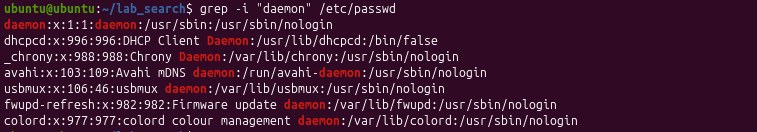 ubuntu@ubuntu:~/lab_search$ grep -i "daemon" /etc/passwd
daemon:x:1:1:daemon:/usr/sbin:/usr/sbin/nologin
dhcpcd:x:996:996:DHCP Client Daemon:/usr/lib/dhcpcd:/bin/false
_chrony:x:988:988:Chrony Daemon:/var/lib/chrony:/usr/sbin/nologin
avahi:x:103:109:Avahi mDNS daemon:/run/avahi-daemon:/usr/sbin/nologin
usbmux:x:106:46:usbmux daemon:/var/lib/usbmux:/usr/sbin/nologin
fwupd-refresh:x:982:982:Firmware update daemon:/var/lib/fwupd:/usr/sbin/nologin
colord:x:977:977:colord colour management daemon:/var/lib/colord:/usr/sbin/nologin